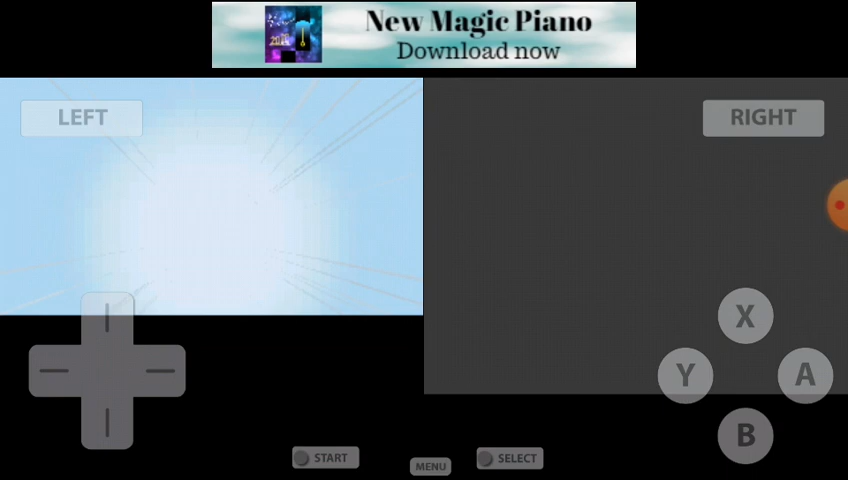 New Magic Piano
Download now
LEFT
RIGHT
X
Y
A
B
START
SELECT
MENU